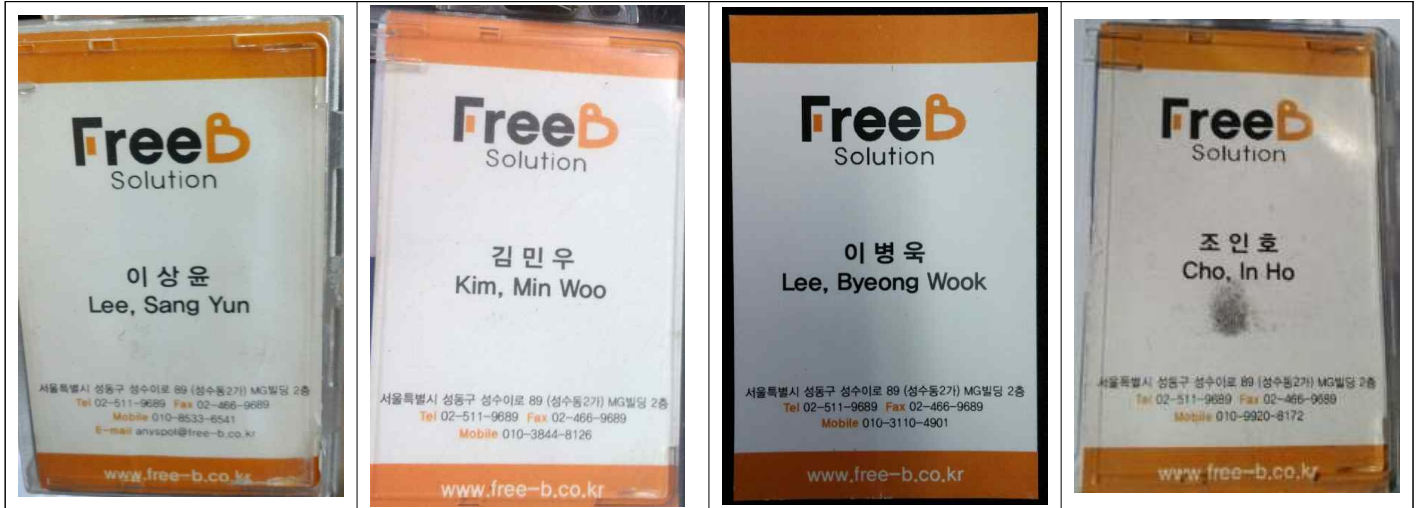 FreeB
Solution
이 상 윤
Lee, Sang Yun
서울특별시 성동구 성수이로 89 (성수동2가) MG빌딩 2층
Tel 02-511-9689 Fax 02-466-9689
Mobile 010-8533-6541
E-mail anyspot@free-b.co.kr
www.free-b.co.kr
FreeB
Solution
김 민 우
Kim, Min Woo
서울특별시 성동구 성수이로 89 (성수동2가) MG빌딩 2층
Tel 02-511-9689 Fax 02-466-9689
Mobile 010-3844-8126
www.free-b.co.kr
FreeB
Solution
이 병 욱
Lee, Byeong Wook
서울특별시 성동구 성수이로 89 (성수동2가) MG빌딩 2층
Tel 02-511-9689 Fax 02-466-9689
Mobile 010-3110-4901
www.free-b.co.kr
FreeB
Solution
조 인 호
Cho, In Ho
서울특별시 성동구 성수이로 89 (성수동2가) MG빌딩 2층
Tel 02-511-9689 Fax 02-466-9689
Mobile 010-9920-8172
www.free-b.co.kr